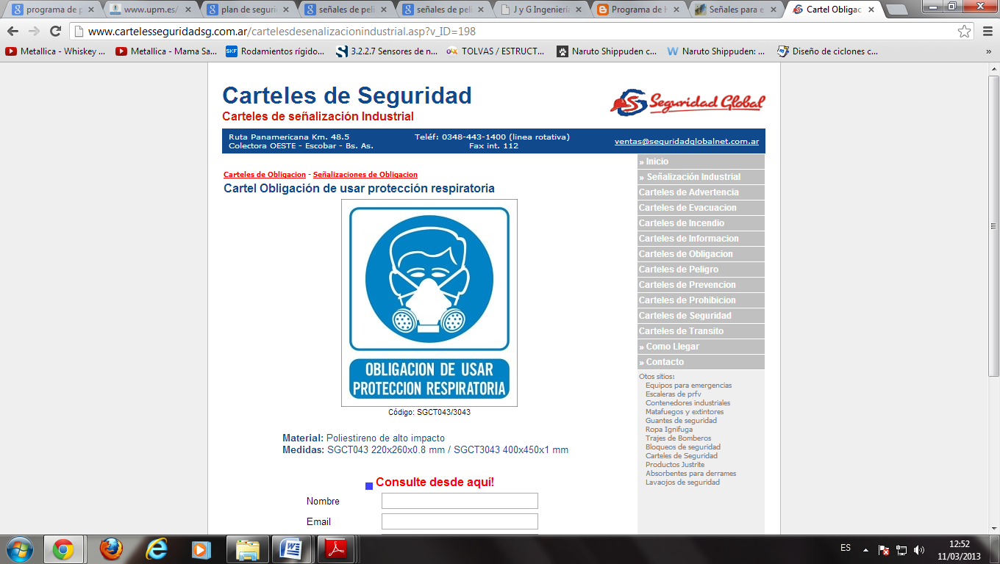 programa de p
www.upm.es/
plan de seguri
señales de peli
señales de peli
J y G Ingenierí
Programa de H
Señales para e
Cartel Obligac
www.cartelesseguridadsg.com.ar/cartelesdesenalizacionindustrial.asp?v_ID=198
Metallica - Whiskey ...
Metallica - Mama Sa...
SKF Rodamientos rígido...
3.2.2.7 Sensores de n...
TOLVAS / ESTRUCT...
Naruto Shippuden c...
Naruto Shippuden: ...
Diseño de ciclones c...
»
Carteles de Seguridad
Carteles de señalización Industrial
Seguridad Global
Ruta Panamericana Km. 48.5
Colectora OESTE - Escobar - Bs. As.
Teléf: 0348-443-1400 (linea rotativa)
Fax int. 112
ventas@seguridadglobalnet.com.ar
Carteles de Obligacion - Señalizaciones de Obligacion
Cartel Obligación de usar protección respiratoria
OBLIGACION DE USAR
PROTECCION RESPIRATORIA
Código: SGCT043/3043
Material: Poliestireno de alto impacto
Medidas: SGCT043 220x260x0.8 mm / SGCT3043 400x450x1 mm
Consulte desde aquí!
Nombre
Email
» Inicio
» Señalización Industrial
Carteles de Advertencia
Carteles de Evacuacion
Carteles de Incendio
Carteles de Informacion
Carteles de Obligacion
Carteles de Peligro
Carteles de Prevencion
Carteles de Prohibicion
Carteles de Seguridad
Carteles de Transito
» Como Llegar
» Contacto
Otos sitios:
Equipos para emergencias
Escaleras de prfv
Contenedores industriales
Matafuegos y extintores
Guantes de seguridad
Ropa Ignifuga
Trajes de Bomberos
Bloqueos de seguridad
Carteles de Seguridad
Productos Justrite
Absorbentes para derrames
Lavaojos de seguridad
ES
12:52
11/03/2013